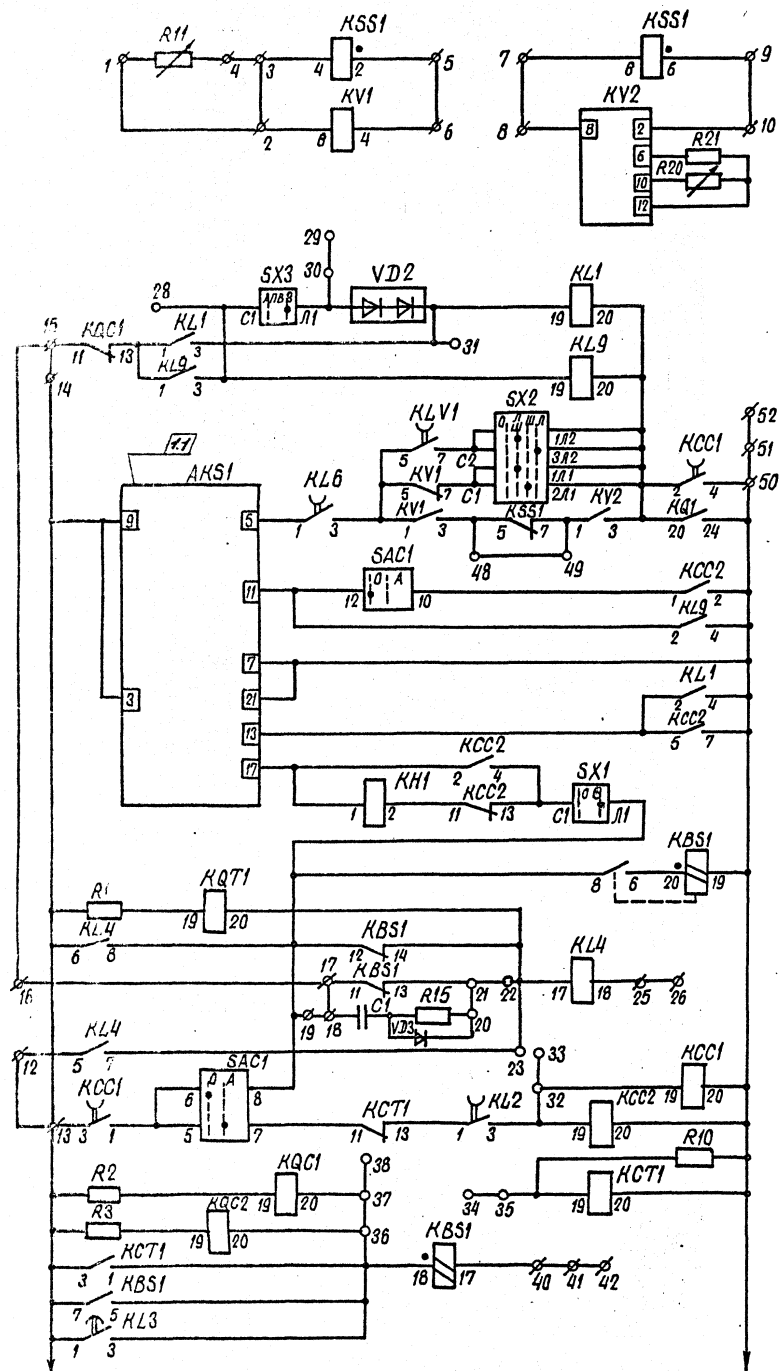 R11 KSS1 KSS1
1 4 3 4 2 5 7 8 6 9
KV1 KV2
2 8 4 6 8 8 2 10
6 R21
R20
10
12
29
30
SX3 VD2 KL1
28
С1 Л1 19 20
15 KQC1 KL1
11 13 1 3 31
KL9 KL9
14 1 3 19 20
SX2
52
KLV1 О Л Ш Ш Л 1Л2
51
5 7 C2 3Л2 KCC1
1.1 KV1 1Л1
AKS1 KL6 5 7 C1 2Л1 2 4 50
KV1 KSS1 KV2 KQ1
9 5 1 3 1 3 5 7 1 3 20 24
48 49
SAC1
О А KCC2
11 12 10 1 2
KL9
2 4
7
KL1
3 21 2 4
13 KCC2
5 7
17 KCC2
2 4 SX1
KH1 KCC2 О В
1 2 11 13 С1 Л1
KBS1
8 6 20 19
R1 KQT1
19 20
KL4 KBS1
6 8 12 14
17 KBS1 KL4
16 11 13 21 22 17 18 25 26
C1 R15
19 18 VD3 20
KL4 23 33
12 5 7 SAC1 KCC1
KCC1 О А 32 19 20
6 8 KCT1 KL2 KCC2
13 3 1 5 7 11 13 1 3 19 20
R10
38
R2 KQC1 KCT1
19 20 37 34 35 19 20
R3 KQC2
19 20 36
KCT1 KBS1
3 1 18 17 40 41 42
KBS1
7 5
KL3
1 3